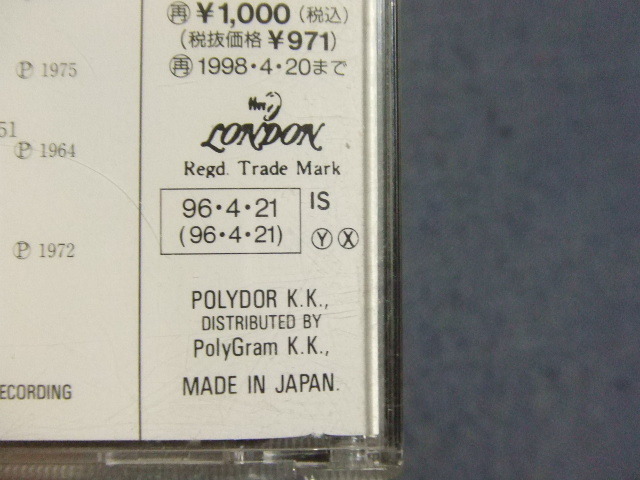 再 ¥1,000 (税込)
(税抜価格 ¥971)
再 1998・4・20まで
Ⓟ 1975
51
Ⓟ 1964
LONDON
Regd. Trade Mark
96・4・21
(96・4・21)
IS
Ⓨ Ⓧ
Ⓟ 1972
POLYDOR K.K.,
DISTRIBUTED BY
PolyGram K.K.,
MADE IN JAPAN.
ECORDING